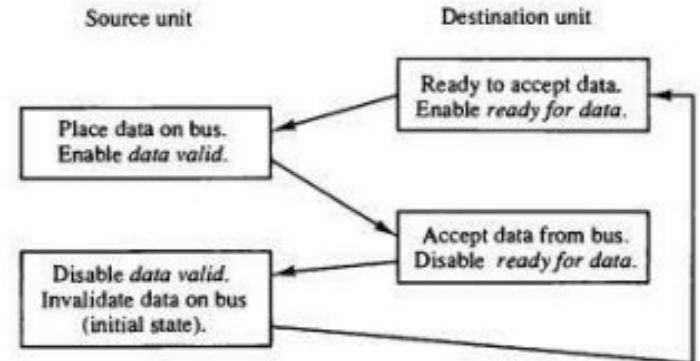 Source unit
Destination unit
Ready to accept data.
Enable ready for data.
Place data on bus.
Enable data valid.
Accept data from bus.
Disable ready for data.
Disable data valid.
Invalidate data on bus
(initial state).